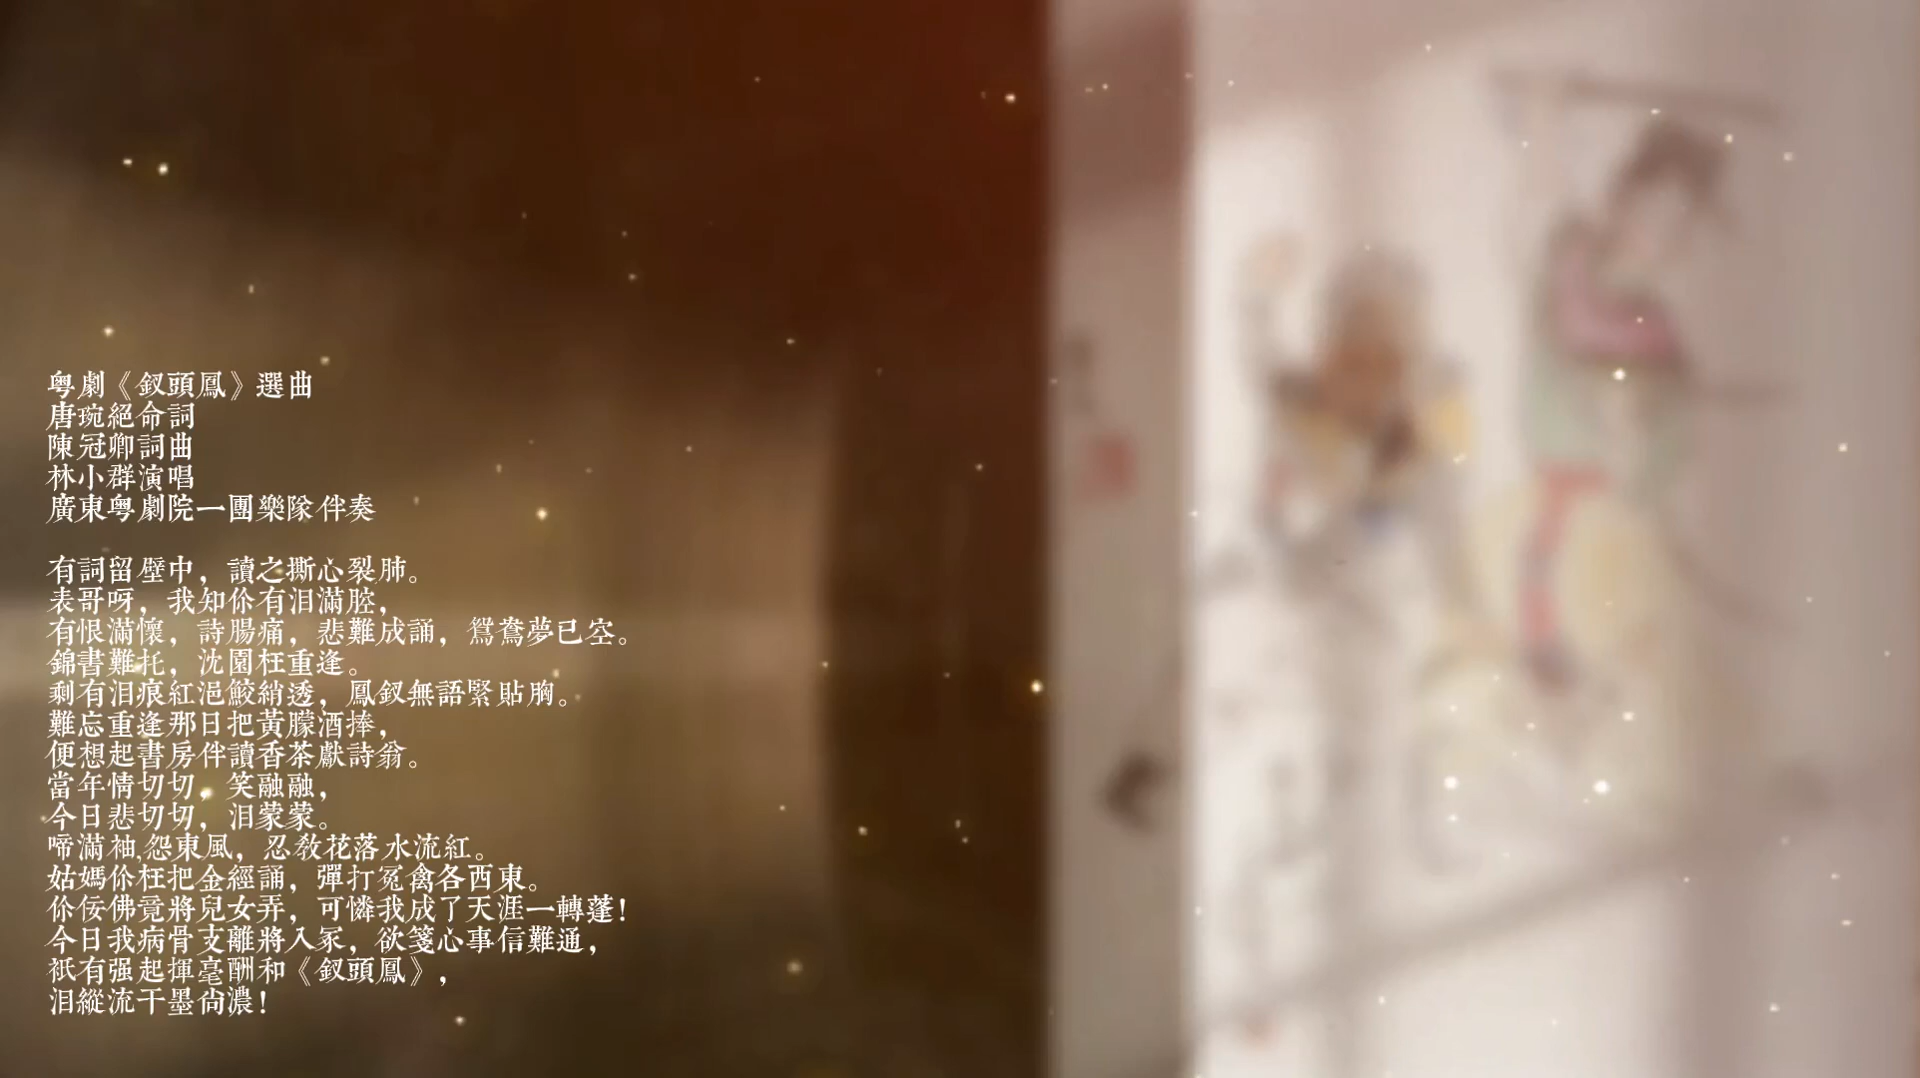 粤劇《釵頭鳳》選曲
唐琬絕命詞
陳冠卿詞曲
林小群演唱
廣東粤劇院一團樂隊伴奏
有詞留壁中，讀之撕心裂肺。
表哥呀，我知你有泪滿腔，
有恨滿懷，詩腸痛，悲難成誦，鴛鴦夢已空。
錦書難托，沈園枉重逢。
剩有泪痕紅浥鮫綃透，鳳釵無語緊貼胸。
難忘重逢那日把黃朦酒捧，
便想起書房伴讀香茶獻詩翁。
當年情切切，笑融融，
今日悲切切，泪蒙蒙。
啼滿袖,怨東風，忍教花落水流紅。
姑媽你枉把金經誦，彈打冤禽各西東。
你佞佛竟將兒女弄，可憐我成了天涯一轉蓬！
今日我病骨支離將入冢，欲箋心事信難通，
衹有强起揮毫酬和《釵頭鳳》，
泪縱流干墨尚濃！